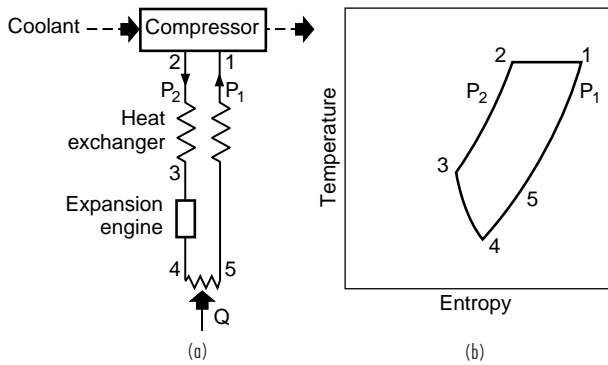 Coolant
Compressor
2
1
P2
P1
Heat
exchanger
3
Expansion
engine
4
5
Q
(a)
Temperature
2
1
P2
P1
3
5
4
Entropy
(b)